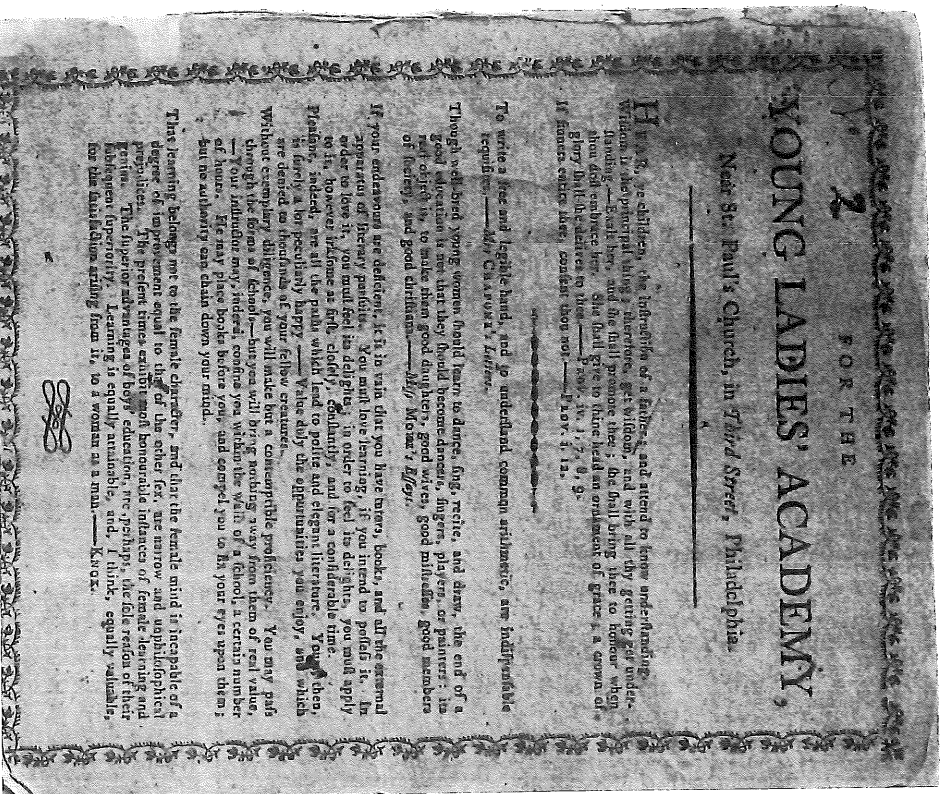 2
FOR THE
YOUNG LADIES' ACADEMY,
Near St. Paul's Church, in Third Street, Philadelphia.
HEAR, ye children, the instruction of a father; and attend to know understanding.
Wisdom is the principal thing; therefore, get wisdom, and with all thy getting get under-
standing.—Exalt her, and she shall promote thee; she shall bring thee to honour when
thou dost embrace her. She shall give to thine head an ornament of grace; a crown of
glory shall she deliver to thee.——Prov. iv. 1, 7, 8, 9.
If sinners entice thee, consent thou not.——Prov. i.
To write a free and legible hand, and to understand common arithmetic, are indispensable
requisites.——Mrs Chapone's Letters.
Though well-bred young women should learn to dance, sing, recite, and draw, the end of a
good education is not that they should become dancers, singers, players, or painters: its
real object is, to make them good daughters, good wives, good mistresses, good members
of society, and good christians.——Miss More's Essays.
If your endeavours are deficient, it is in vain that you have tutors, books, and all the external
apparatus of literary pursuits. You must love learning, if you intend to possess it. In
order to love it, you must feel its delights; in order to feel its delights, you must apply
to it, however irksome at first, closely, constantly, and for a considerable time.
Pleasant, indeed, are all the paths which lead to polite and elegant literature. Yours then,
is surely a lot peculiarly happy.——Value duly the opportunities you enjoy, and which
are denied to thousands of your fellow creatures.
Without exemplary diligence, you will make but a contemptible proficiency. You may pass
through the forms of schools—but you will bring nothing away from them of real value,
—Your instructor may, indeed, confine you within the walls of a school, a certain number
of hours. He may place books before you, and compel you to fix your eyes upon them;
but no authority can chain down your mind.
That learning belongs not to the female character, and that the female mind is incapable of a
degree of improvement equal to that of the other sex, are narrow and unphilosophical
prejudices. The present times exhibit most honourable instances of female learning and
genius. The superior advantages of boys' education, are, perhaps, the sole reason of their
subsequent superiority. Learning is equally attainable, and, I think, equally valuable,
for the satisfaction arising from it, to a woman as a man.——Knox.